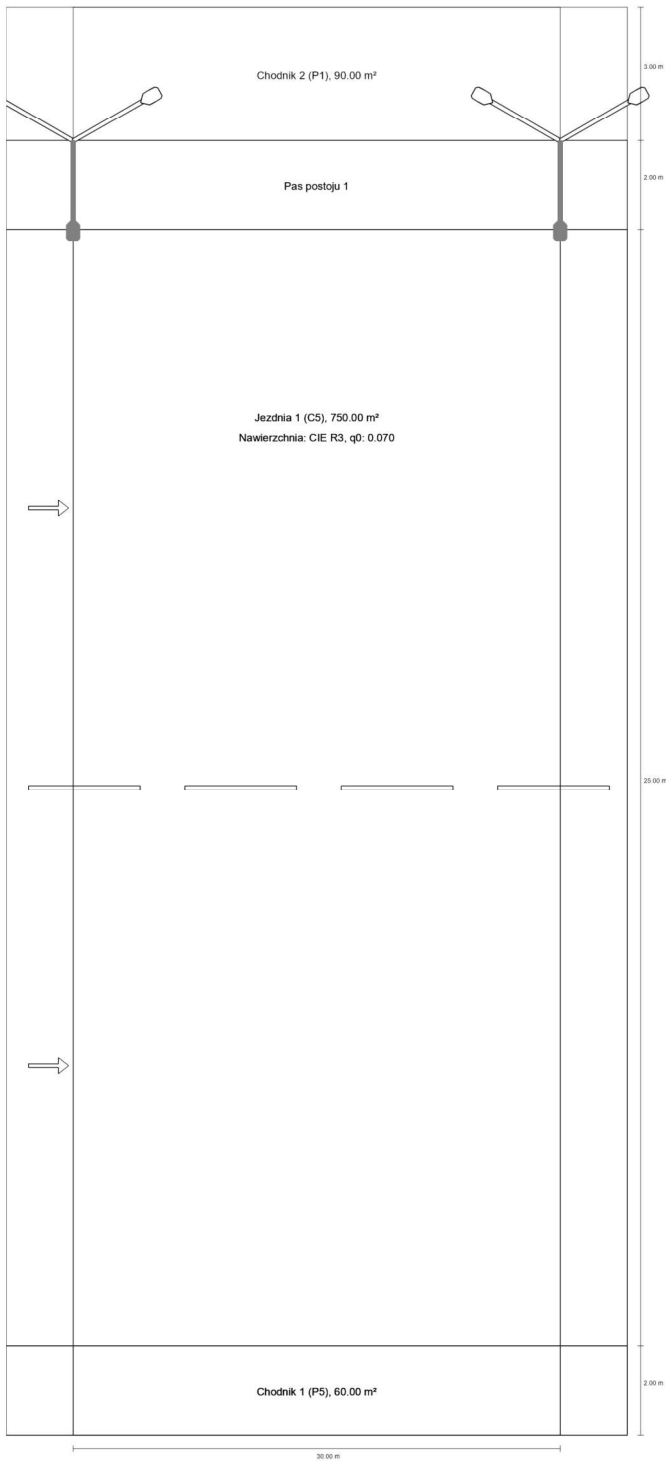 3.00 m
Chodnik 2 (P1), 90.00 m²
2.00 m
Pas postoju 1
Jezdnia 1 (C5), 750.00 m²
Nawierzchnia: CIE R3, q0: 0.070
25.00 m
2.00 m
Chodnik 1 (P5), 60.00 m²
30.00 m